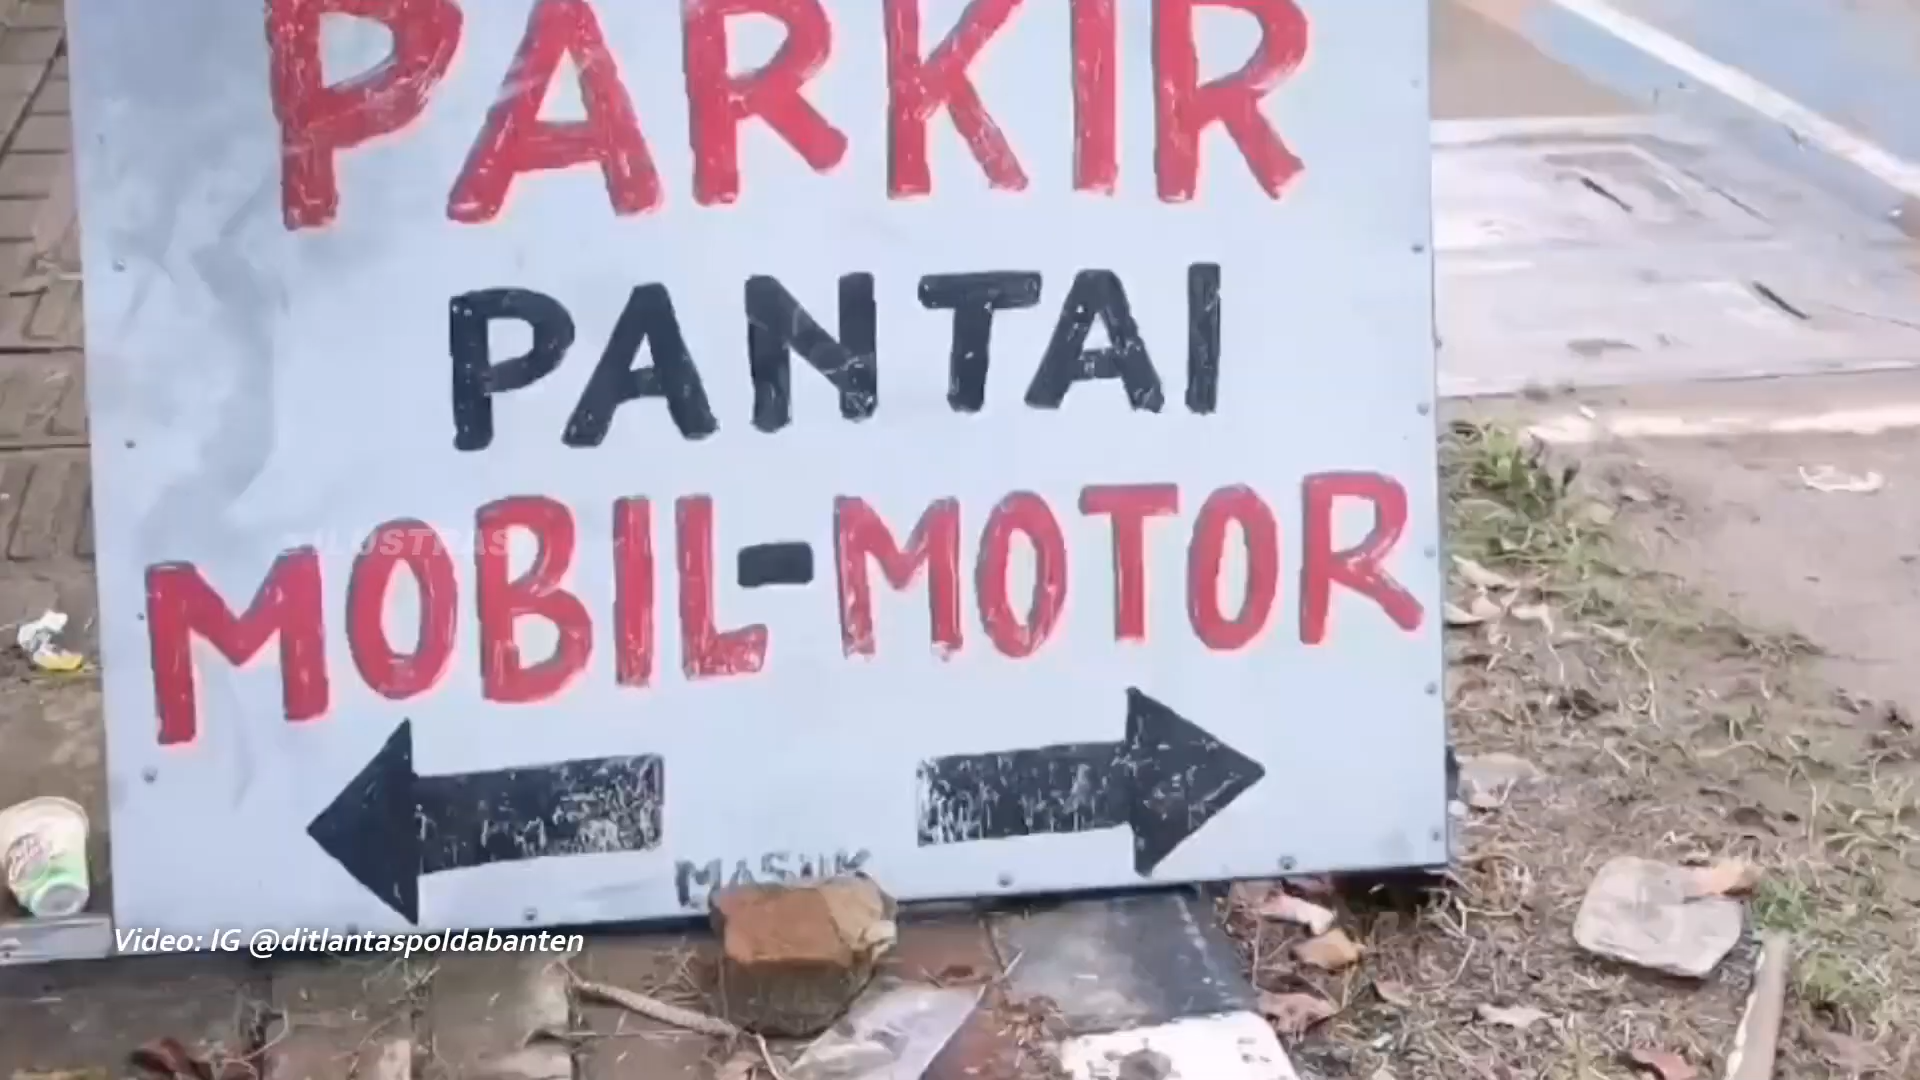 PARKIR
PANTAI
MOBIL-MOTOR
MASUK
Video: IG @ditlantaspoldabanten